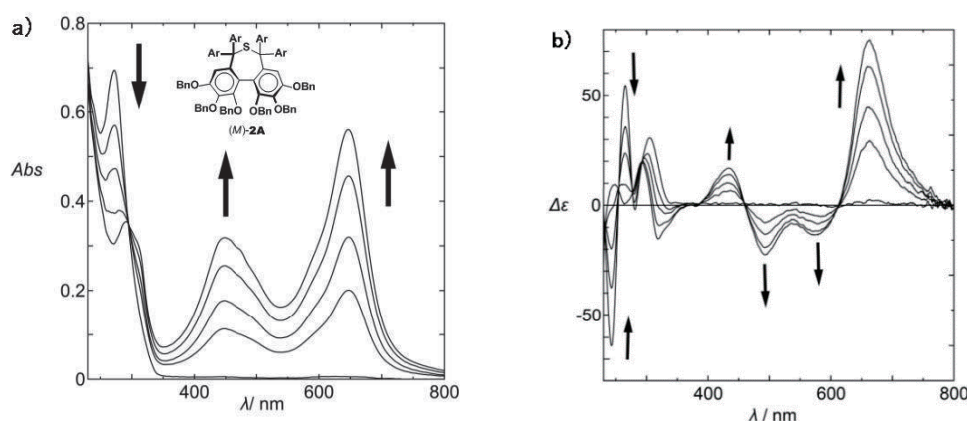 a)
0.8
0.6
0.4
0.2
0
Abs
400
600
800
λ/ nm
Ar Ar
Ar S Ar
BnO OBn
BnO BnO OBn OBn
(M)-2A
b)
50
0
-50
Δε
400
600
800
λ / nm